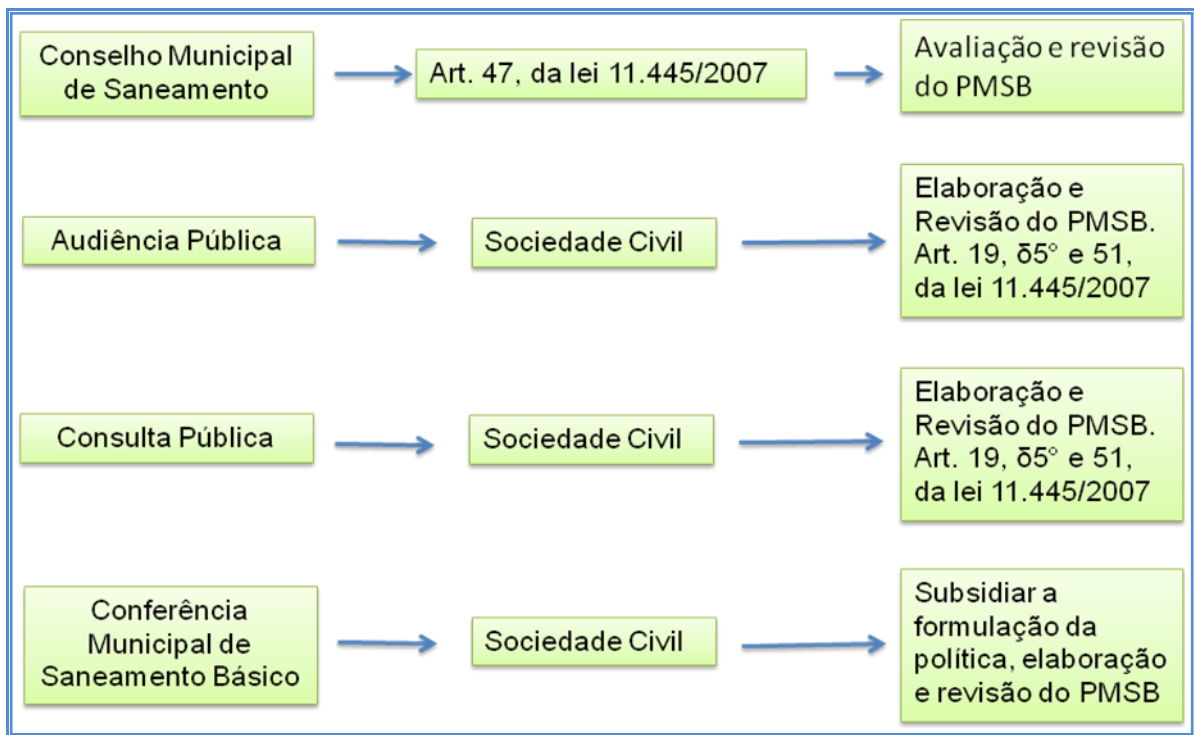 Conselho Municipal
de Saneamento
Art. 47, da lei 11.445/2007
Avaliação e revisão
do PMSB
Audiência Pública
Sociedade Civil
Elaboração e
Revisão do PMSB.
Art. 19, δ5° e 51,
da lei 11.445/2007
Consulta Pública
Sociedade Civil
Elaboração e
Revisão do PMSB.
Art. 19, δ5° e 51,
da lei 11.445/2007
Conferência
Municipal de
Saneamento Básico
Sociedade Civil
Subsidiar a
formulação da
política, elaboração
e revisão do PMSB